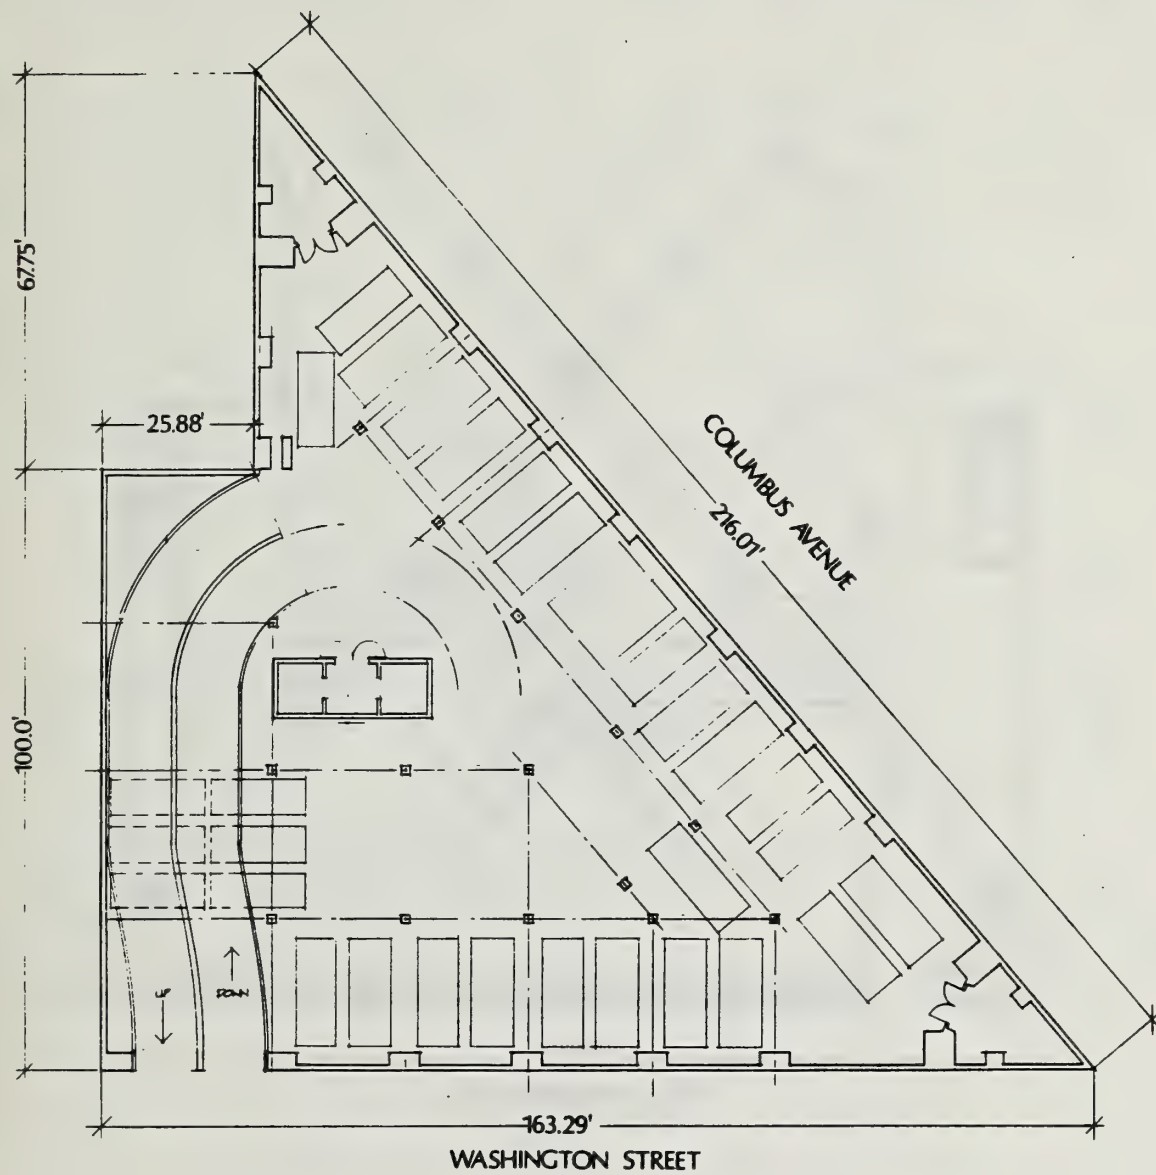 67.75'
25.88'
COLUMBUS AVENUE
216.01'
100.0'
UP
DOWN
163.29'
WASHINGTON STREET